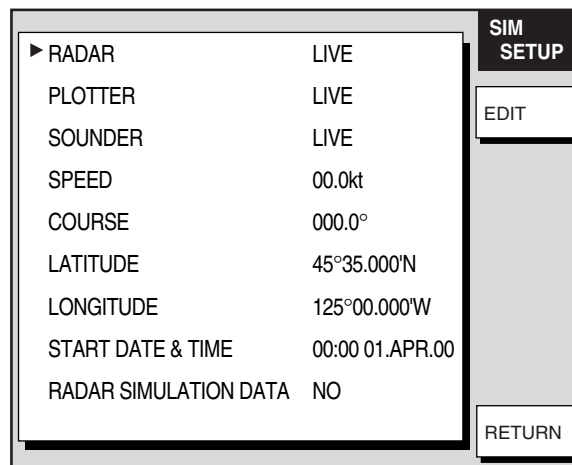 SIM
SETUP
RADAR LIVE
PLOTTER LIVE
SOUNDER LIVE
SPEED 00.0kt
COURSE 000.0°
LATITUDE 45°35.000'N
LONGITUDE 125°00.000'W
START DATE & TIME 00:00 01.APR.00
RADAR SIMULATION DATA NO
EDIT
RETURN